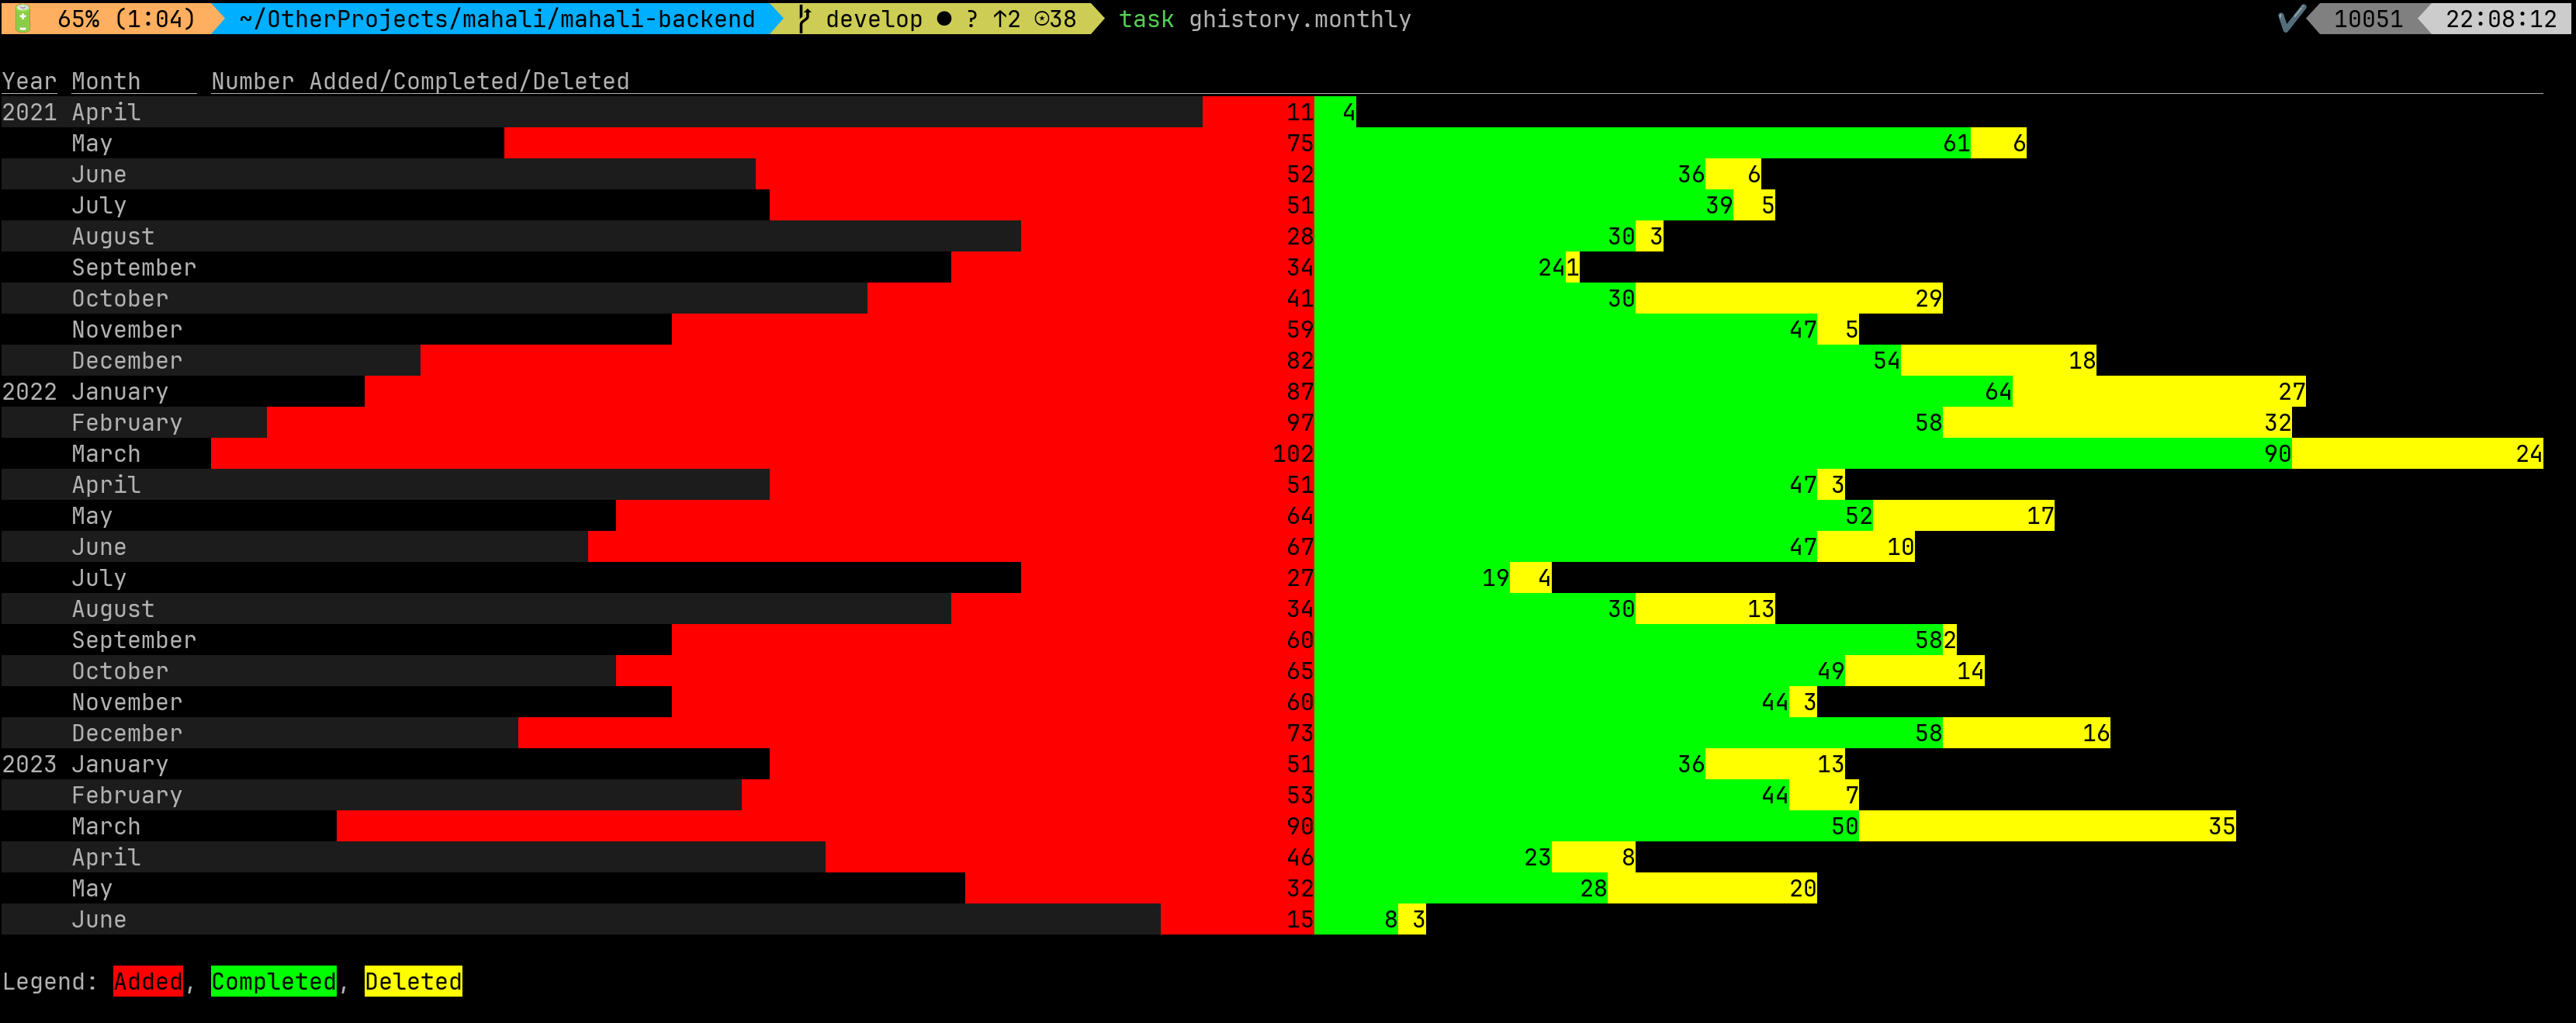 65% (1:04) ~/OtherProjects/mahali/mahali-backend develop ● ? ↑2 ☉38 task ghistory.monthly ✔ 10051 22:08:12
Year Month Number Added/Completed/Deleted
2021 April 11 4
May 75 61 6
June 52 36 6
July 51 39 5
August 28 30 3
September 34 24 1
October 41 30 29
November 59 47 5
December 82 54 18
2022 January 87 64 27
February 97 58 32
March 102 90 24
April 51 47 3
May 64 52 17
June 67 47 10
July 27 19 4
August 34 30 13
September 60 58 2
October 65 49 14
November 60 44 3
December 73 58 16
2023 January 51 36 13
February 53 44 7
March 90 50 35
April 46 23 8
May 32 28 20
June 15 8 3
Legend: Added, Completed, Deleted